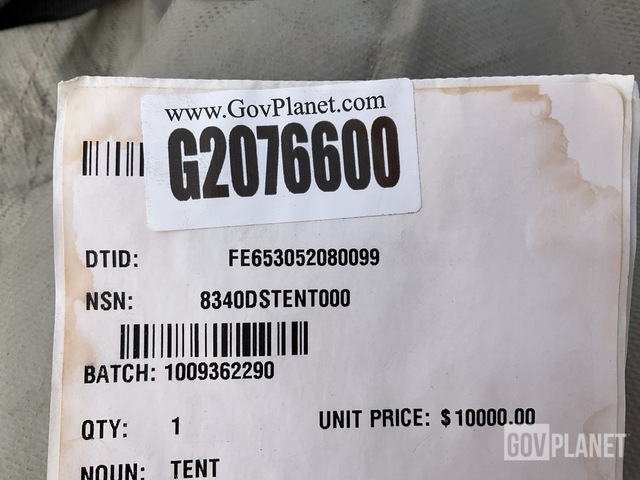 www.GovPlanet.com
G2076600
DTID: FE653052080099
NSN: 8340DSTENT000
BATCH: 1009362290
QTY: 1 UNIT PRICE: $10000.00
NOUN: TENT
GOVPLANET